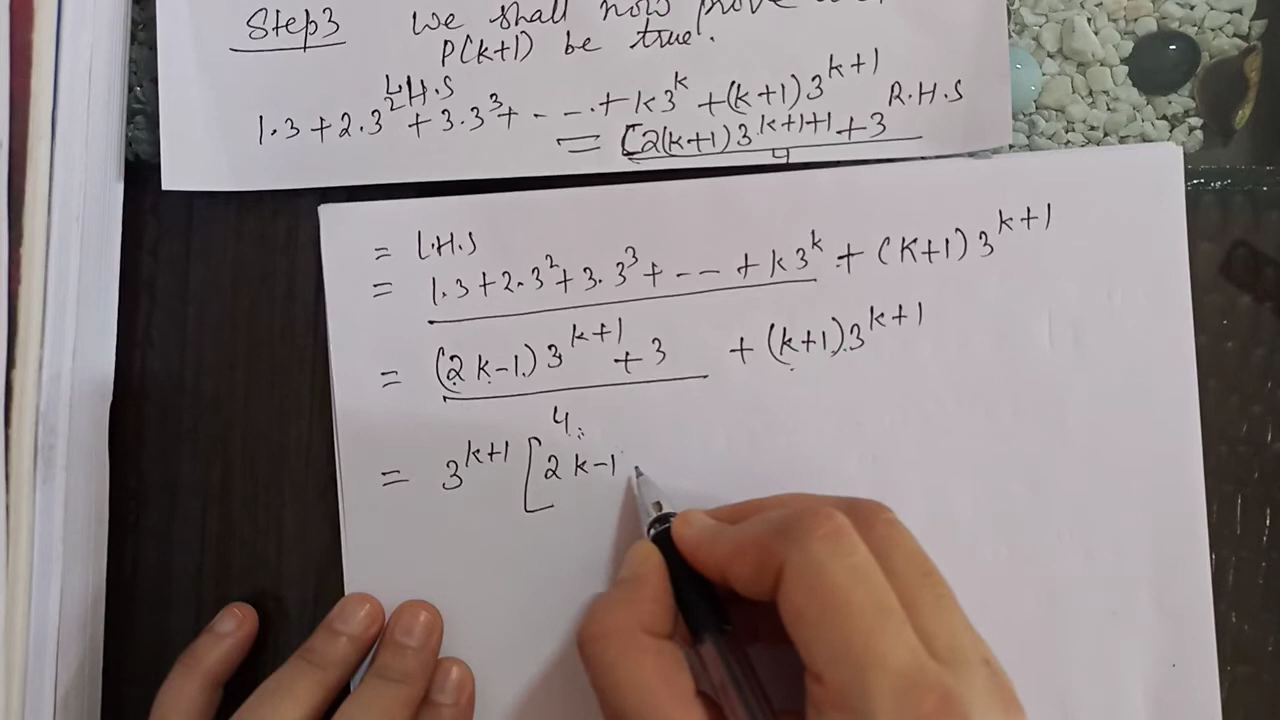 Step3 We shall now prove
P(k+1) be true.
L.H.S
1.3+2.3²+3.3³+ - - .+ k3^k +(k+1)3^{k+1} R.H.S
= [2(k+1)3^{k+1+1}+3
4
= L.H.S
= 1.3+2.3²+3.3³+ - - + k3^k + (k+1)3^{k+1}
= (2k-1)3^{k+1}+3 + (k+1).3^{k+1}
4
= 3^{k+1} [2k-1